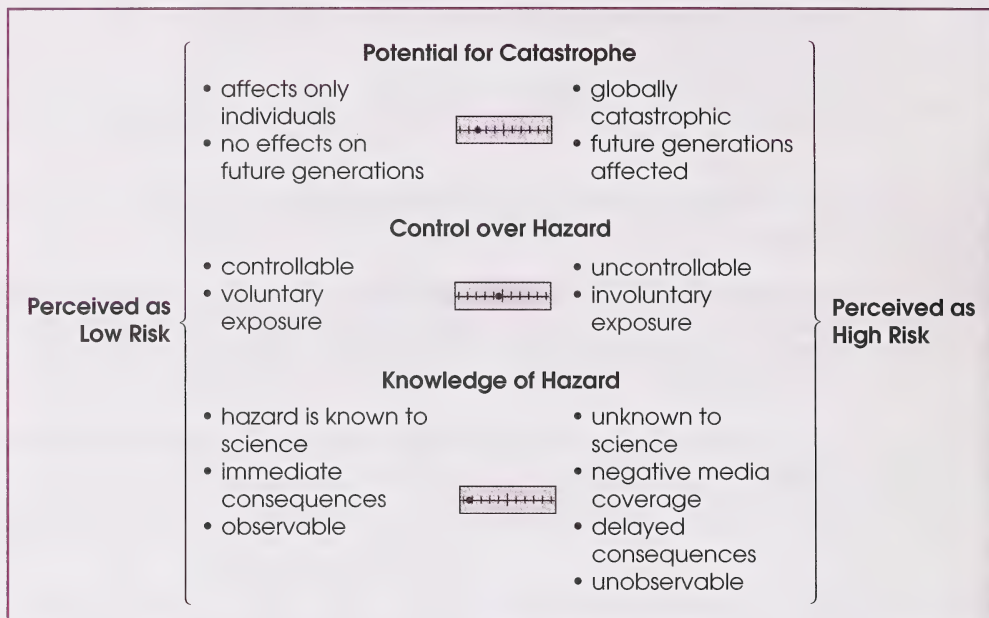 Potential for Catastrophe
• affects only
individuals
• no effects on
future generations
• globally
catastrophic
• future generations
affected
Control over Hazard
• controllable
• voluntary
exposure
• uncontrollable
• involuntary
exposure
Perceived as
Low Risk
Perceived as
High Risk
Knowledge of Hazard
• hazard is known to
science
• immediate
consequences
• observable
• unknown to
science
• negative media
coverage
• delayed
consequences
• unobservable